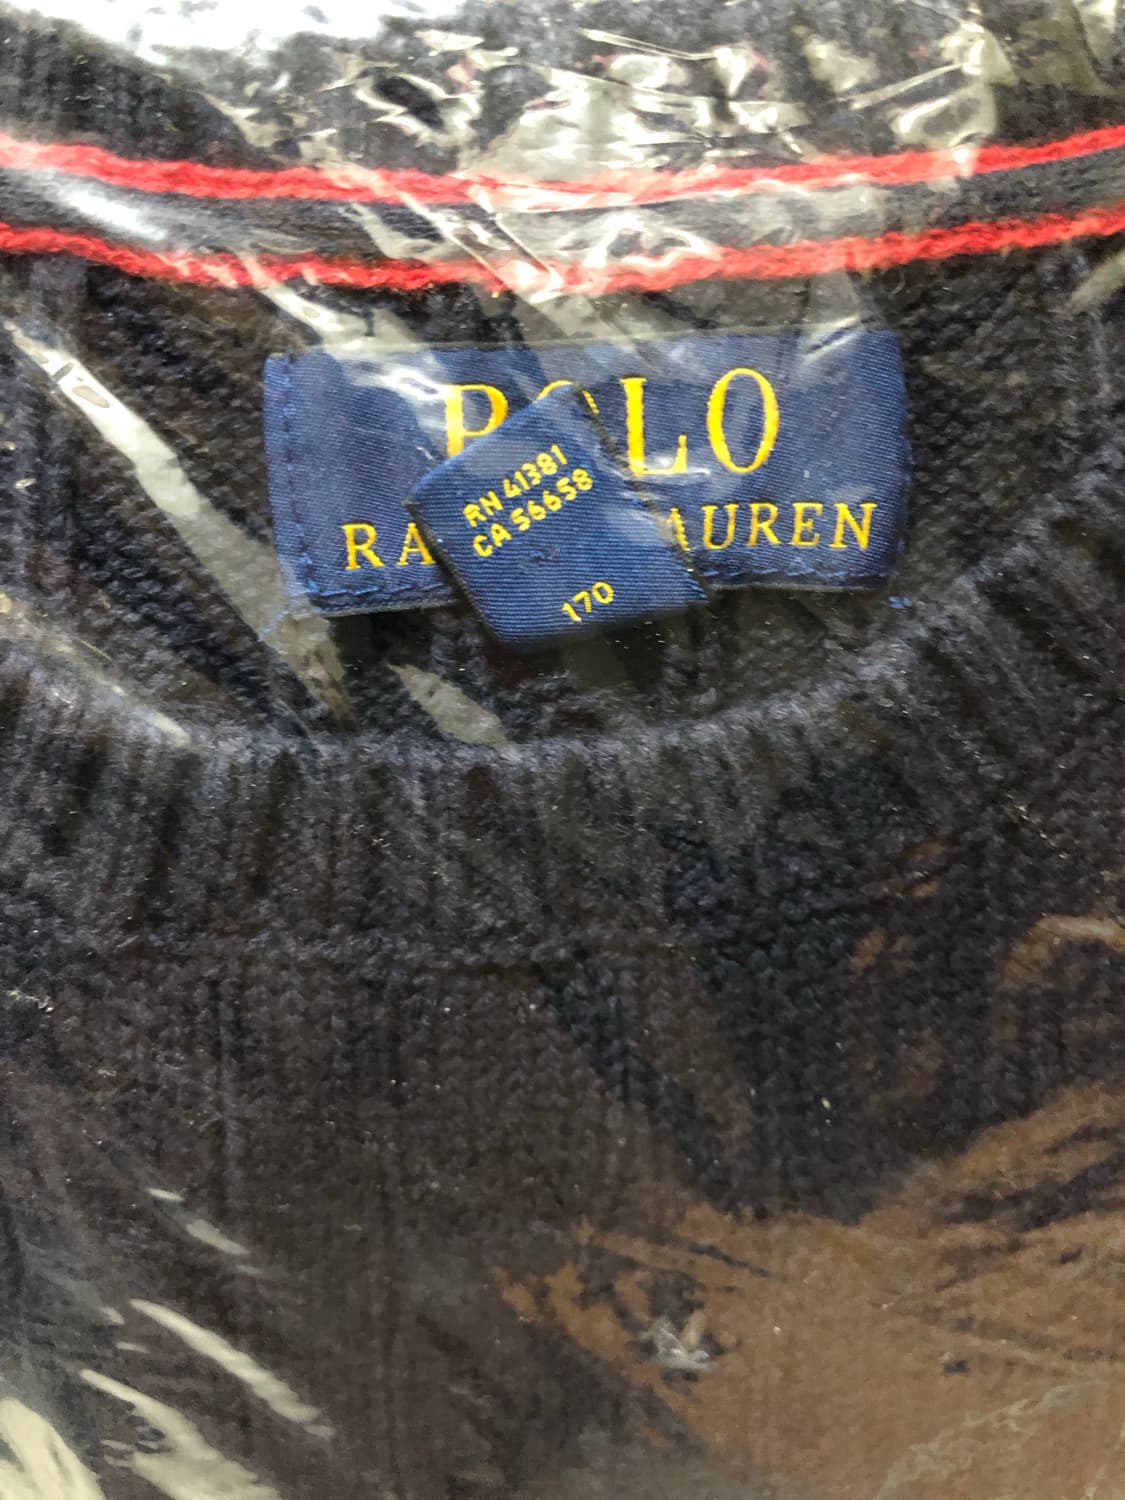 P LO
RA AUREN
RN 41381
CA 56658
170